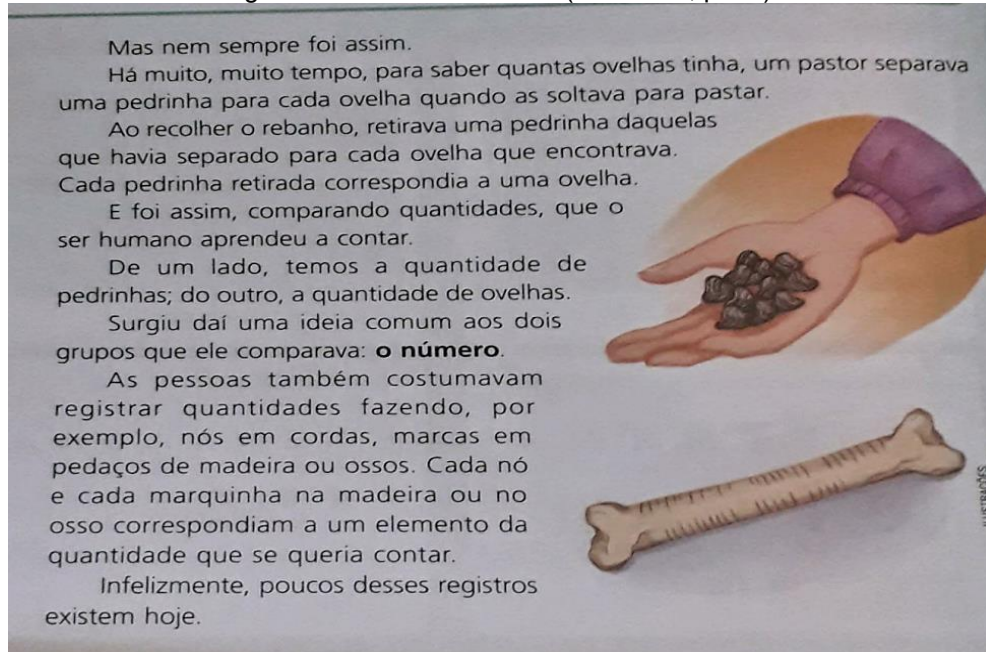 Mas nem sempre foi assim.
Há muito, muito tempo, para saber quantas ovelhas tinha, um pastor separava
uma pedrinha para cada ovelha quando as soltava para pastar.
Ao recolher o rebanho, retirava uma pedrinha daquelas
que havia separado para cada ovelha que encontrava.
Cada pedrinha retirada correspondia a uma ovelha.
E foi assim, comparando quantidades, que o
ser humano aprendeu a contar.
De um lado, temos a quantidade de
pedrinhas; do outro, a quantidade de ovelhas.
Surgiu daí uma ideia comum aos dois
grupos que ele comparava: o número.
As pessoas também costumavam
registrar quantidades fazendo, por
exemplo, nós em cordas, marcas em
pedaços de madeira ou ossos. Cada nó
e cada marquinha na madeira ou no
osso correspondiam a um elemento da
quantidade que se queria contar.
Infelizmente, poucos desses registros
existem hoje.
ILUSTRAÇÕES